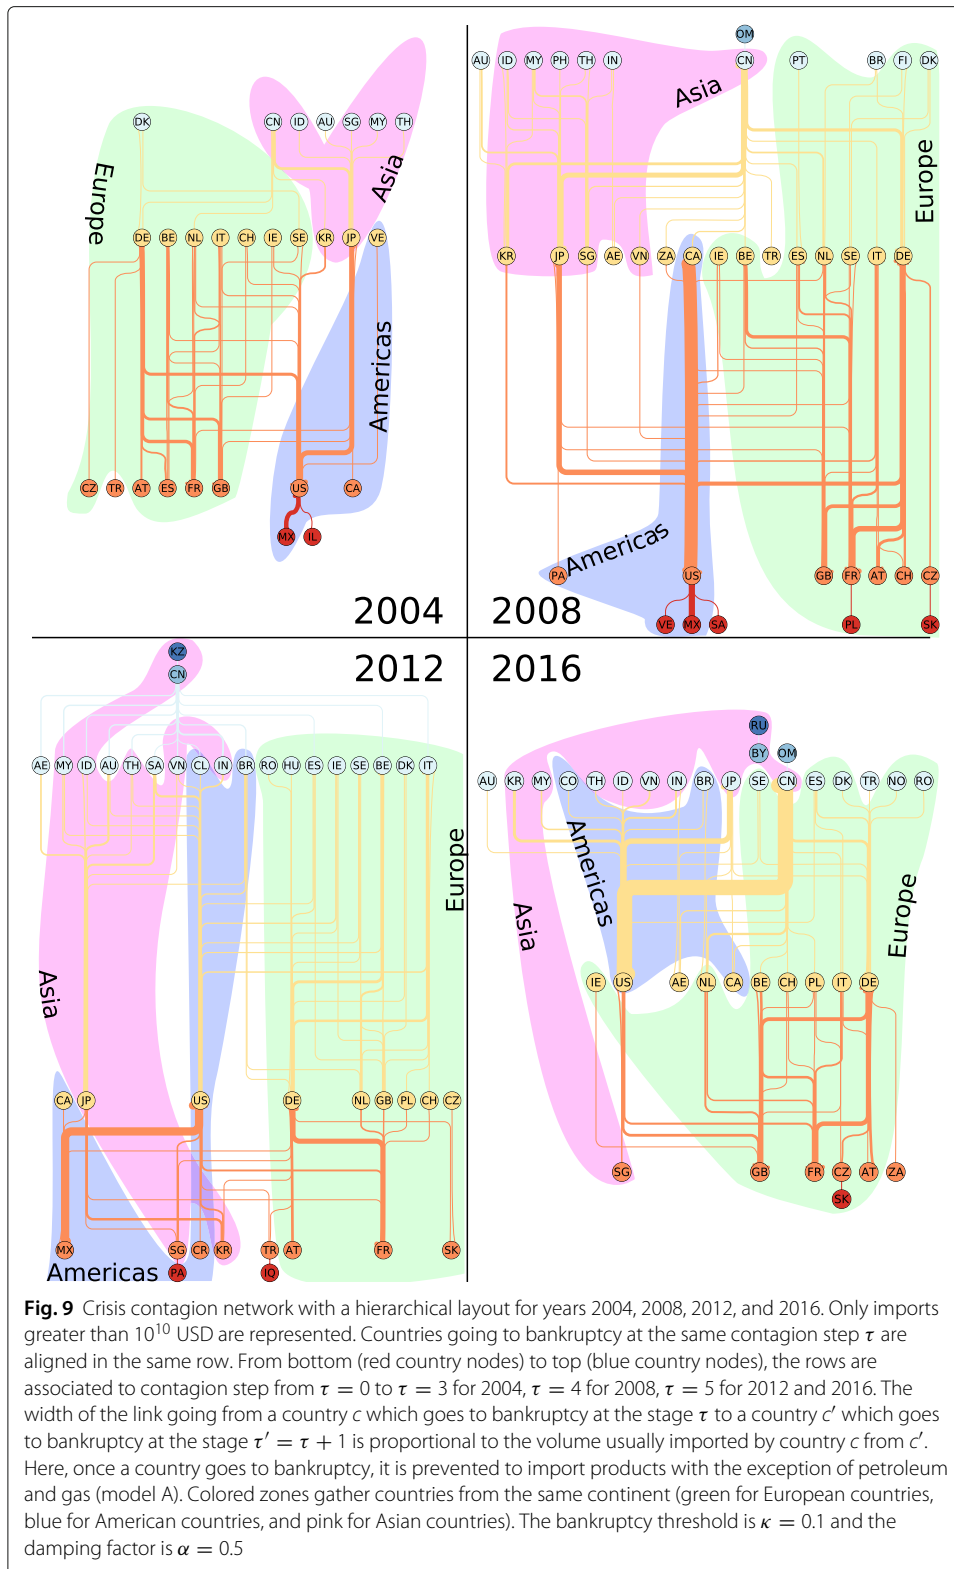 OM
AU ID MY PH TH IN CN PT BR FI DK
Asia
DK CN ID AU SG MY TH
Europe
Asia
Europe
DE BE NL IT CH IE SE KR JP VE
KR JP SG AE VN ZA CA IE BE TR ES NL SE IT DE
Americas
CZ TR AT ES FR GB US CA
MX IL
Americas
PA US GB FR AT CH CZ
VE MX SA PL SK
2004 2008
2012 2016
KZ
CN
AE MY ID AU TH SA VN CL IN BR RO HU ES IE SE BE DK IT
Europe
Asia
CA JP US DE NL GB PL CH CZ
MX SG CR KR TR AT FR SK
Americas PA IQ
RU
BY OM
AU KR MY CO TH ID VN IN BR JP SE CN ES DK TR NO RO
Americas
Asia
Europe
IE US AE NL CA BE CH PL IT DE
SG GB FR CZ AT ZA
SK
Fig. 9 Crisis contagion network with a hierarchical layout for years 2004, 2008, 2012, and 2016. Only imports
greater than 10¹⁰ USD are represented. Countries going to bankruptcy at the same contagion step τ are
aligned in the same row. From bottom (red country nodes) to top (blue country nodes), the rows are
associated to contagion step from τ = 0 to τ = 3 for 2004, τ = 4 for 2008, τ = 5 for 2012 and 2016. The
width of the link going from a country c which goes to bankruptcy at the stage τ to a country c′ which goes
to bankruptcy at the stage τ′ = τ + 1 is proportional to the volume usually imported by country c from c′.
Here, once a country goes to bankruptcy, it is prevented to import products with the exception of petroleum
and gas (model A). Colored zones gather countries from the same continent (green for European countries,
blue for American countries, and pink for Asian countries). The bankruptcy threshold is κ = 0.1 and the
damping factor is α = 0.5